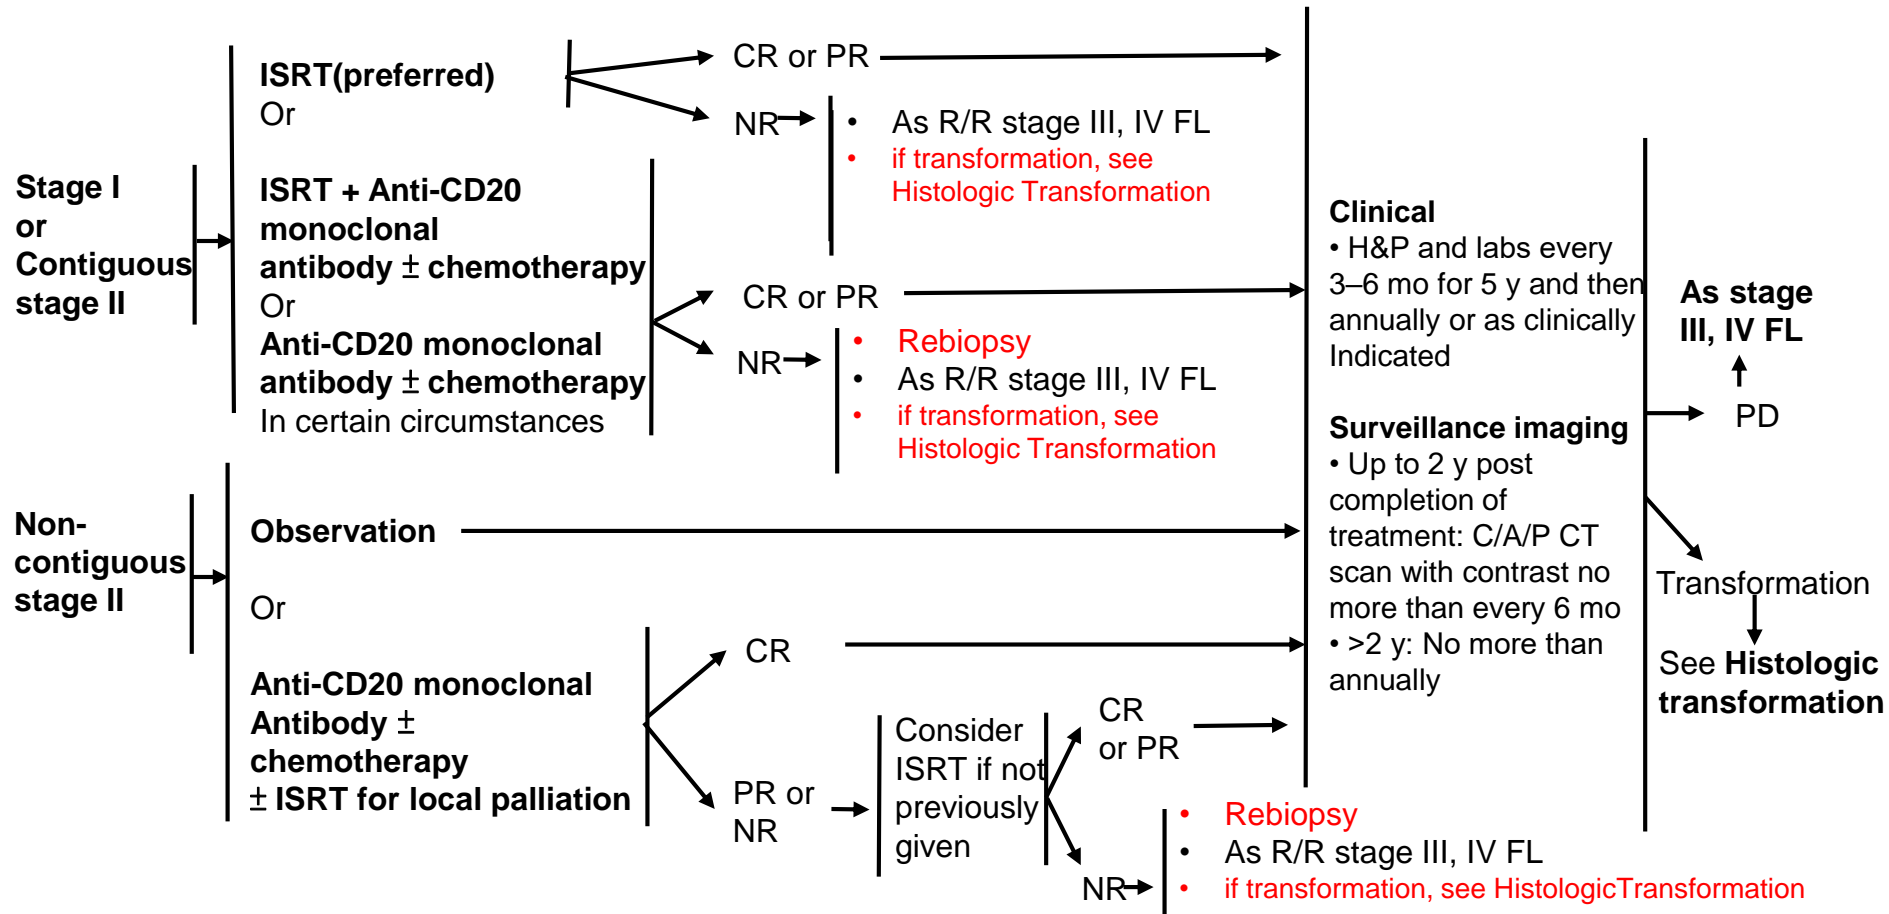 Stage I
or
Contiguous
stage II
ISRT(preferred)
Or
ISRT + Anti-CD20
monoclonal
antibody ± chemotherapy
Or
Anti-CD20 monoclonal
antibody ± chemotherapy
In certain circumstances
CR or PR
NR
• As R/R stage III, IV FL
• if transformation, see
Histologic Transformation
CR or PR
NR
• Rebiopsy
• As R/R stage III, IV FL
• if transformation, see
Histologic Transformation
Non-
contiguous
stage II
Observation
Or
Anti-CD20 monoclonal
Antibody ±
chemotherapy
± ISRT for local palliation
CR
PR or
NR
Consider
ISRT if not
previously
given
CR
or PR
NR
• Rebiopsy
• As R/R stage III, IV FL
• if transformation, see HistologicTransformation
Clinical
• H&P and labs every
3–6 mo for 5 y and then
annually or as clinically
Indicated
Surveillance imaging
• Up to 2 y post
completion of
treatment: C/A/P CT
scan with contrast no
more than every 6 mo
• >2 y: No more than
annually
As stage
III, IV FL
PD
Transformation
See Histologic
transformation